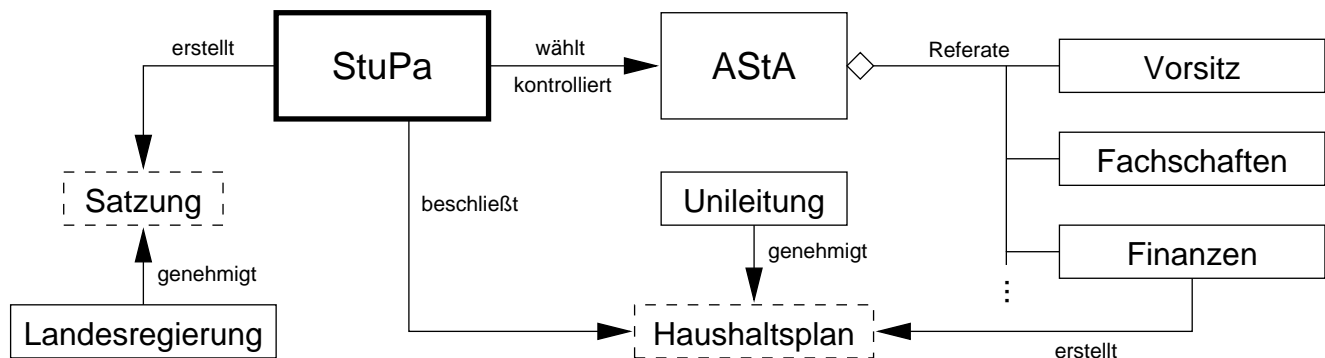 erstellt
StuPa
wählt
kontrolliert
AStA
Referate
Vorsitz
Fachschaften
Satzung
beschließt
Unileitung
Finanzen
genehmigt
genehmigt
...
Landesregierung
Haushaltsplan
erstellt